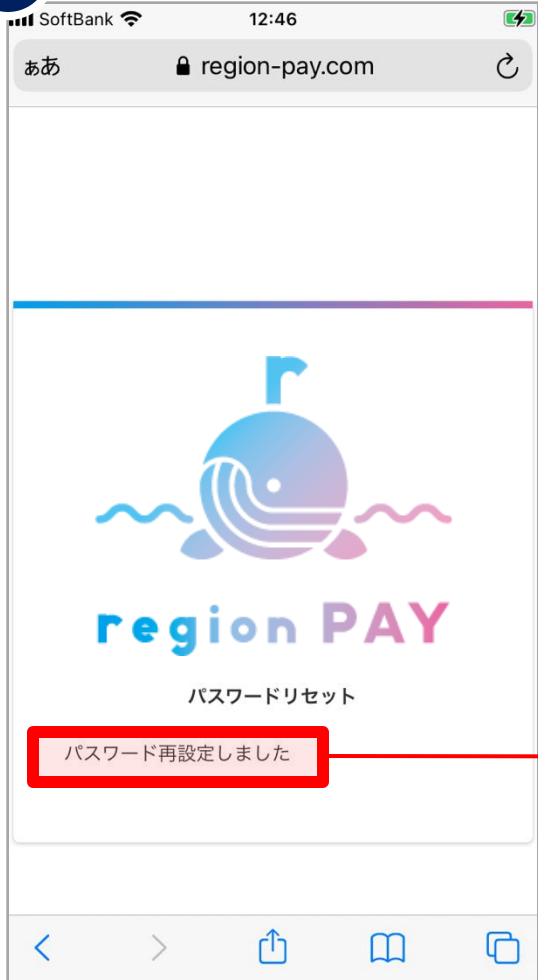 SoftBank 12:46
ぁあ region-pay.com
r
region PAY
パスワードリセット
パスワード再設定しました